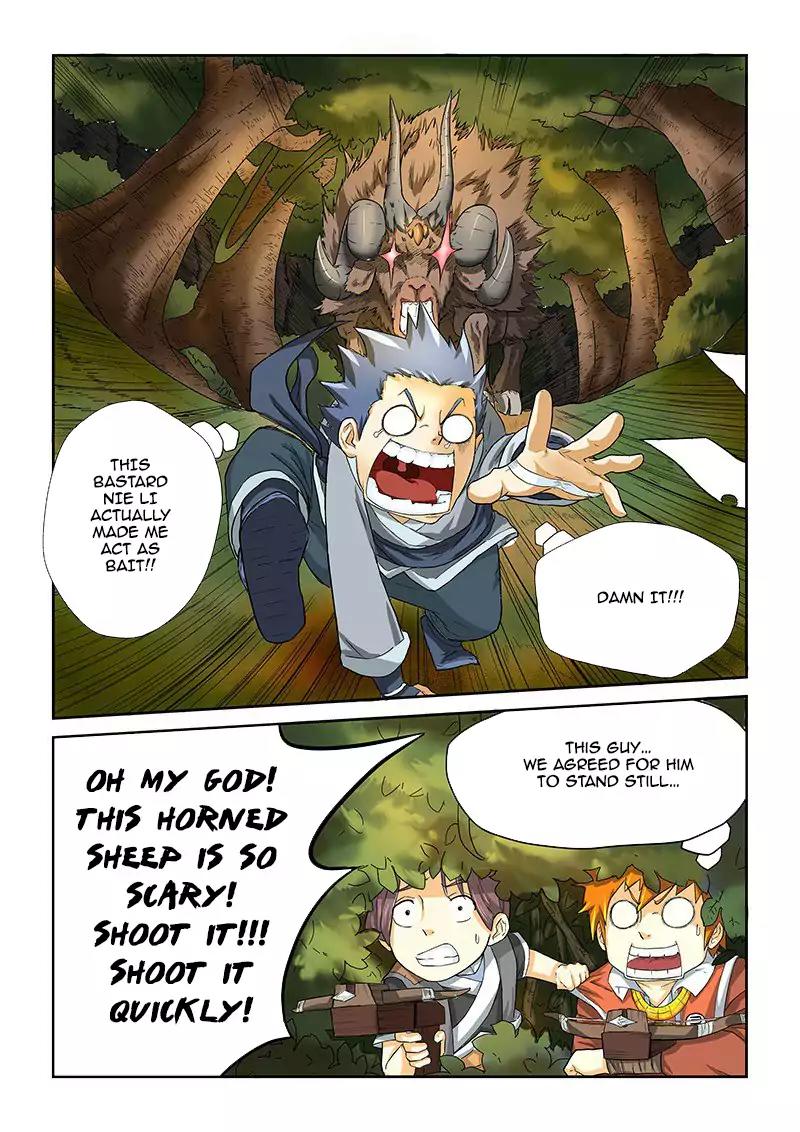 THIS
BASTARD
NIE LI
ACTUALLY
MADE ME
ACT AS
BAIT!!
DAMN IT!!!
THIS GUY...
WE AGREED FOR HIM
TO STAND STILL...
OH MY GOD!
THIS HORNED
SHEEP IS SO
SCARY!
SHOOT IT!!!
SHOOT IT
QUICKLY!